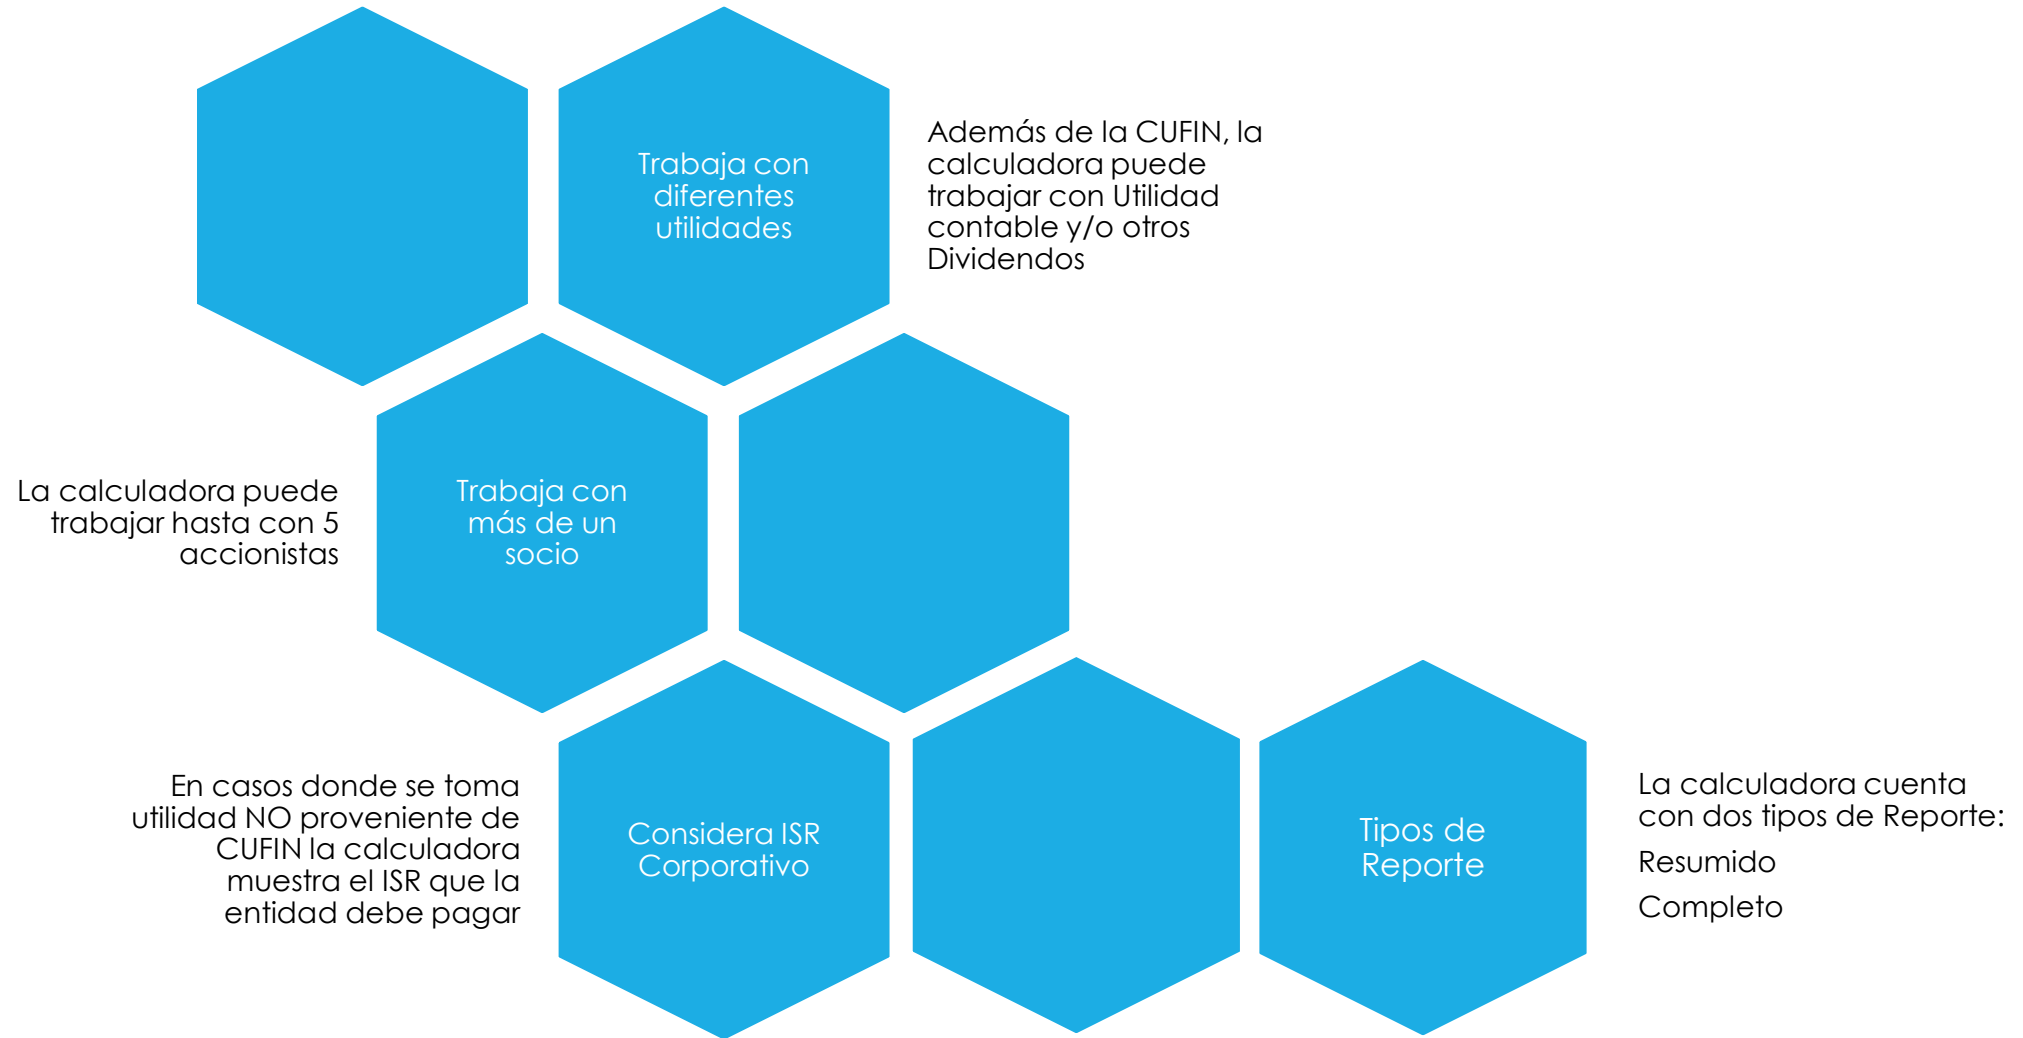 Trabaja con
diferentes
utilidades
Además de la CUFIN, la
calculadora puede
trabajar con Utilidad
contable y/o otros
Dividendos
La calculadora puede
trabajar hasta con 5
accionistas
Trabaja con
más de un
socio
En casos donde se toma
utilidad NO proveniente de
CUFIN la calculadora
muestra el ISR que la
entidad debe pagar
Considera ISR
Corporativo
Tipos de
Reporte
La calculadora cuenta
con dos tipos de Reporte:
Resumido
Completo